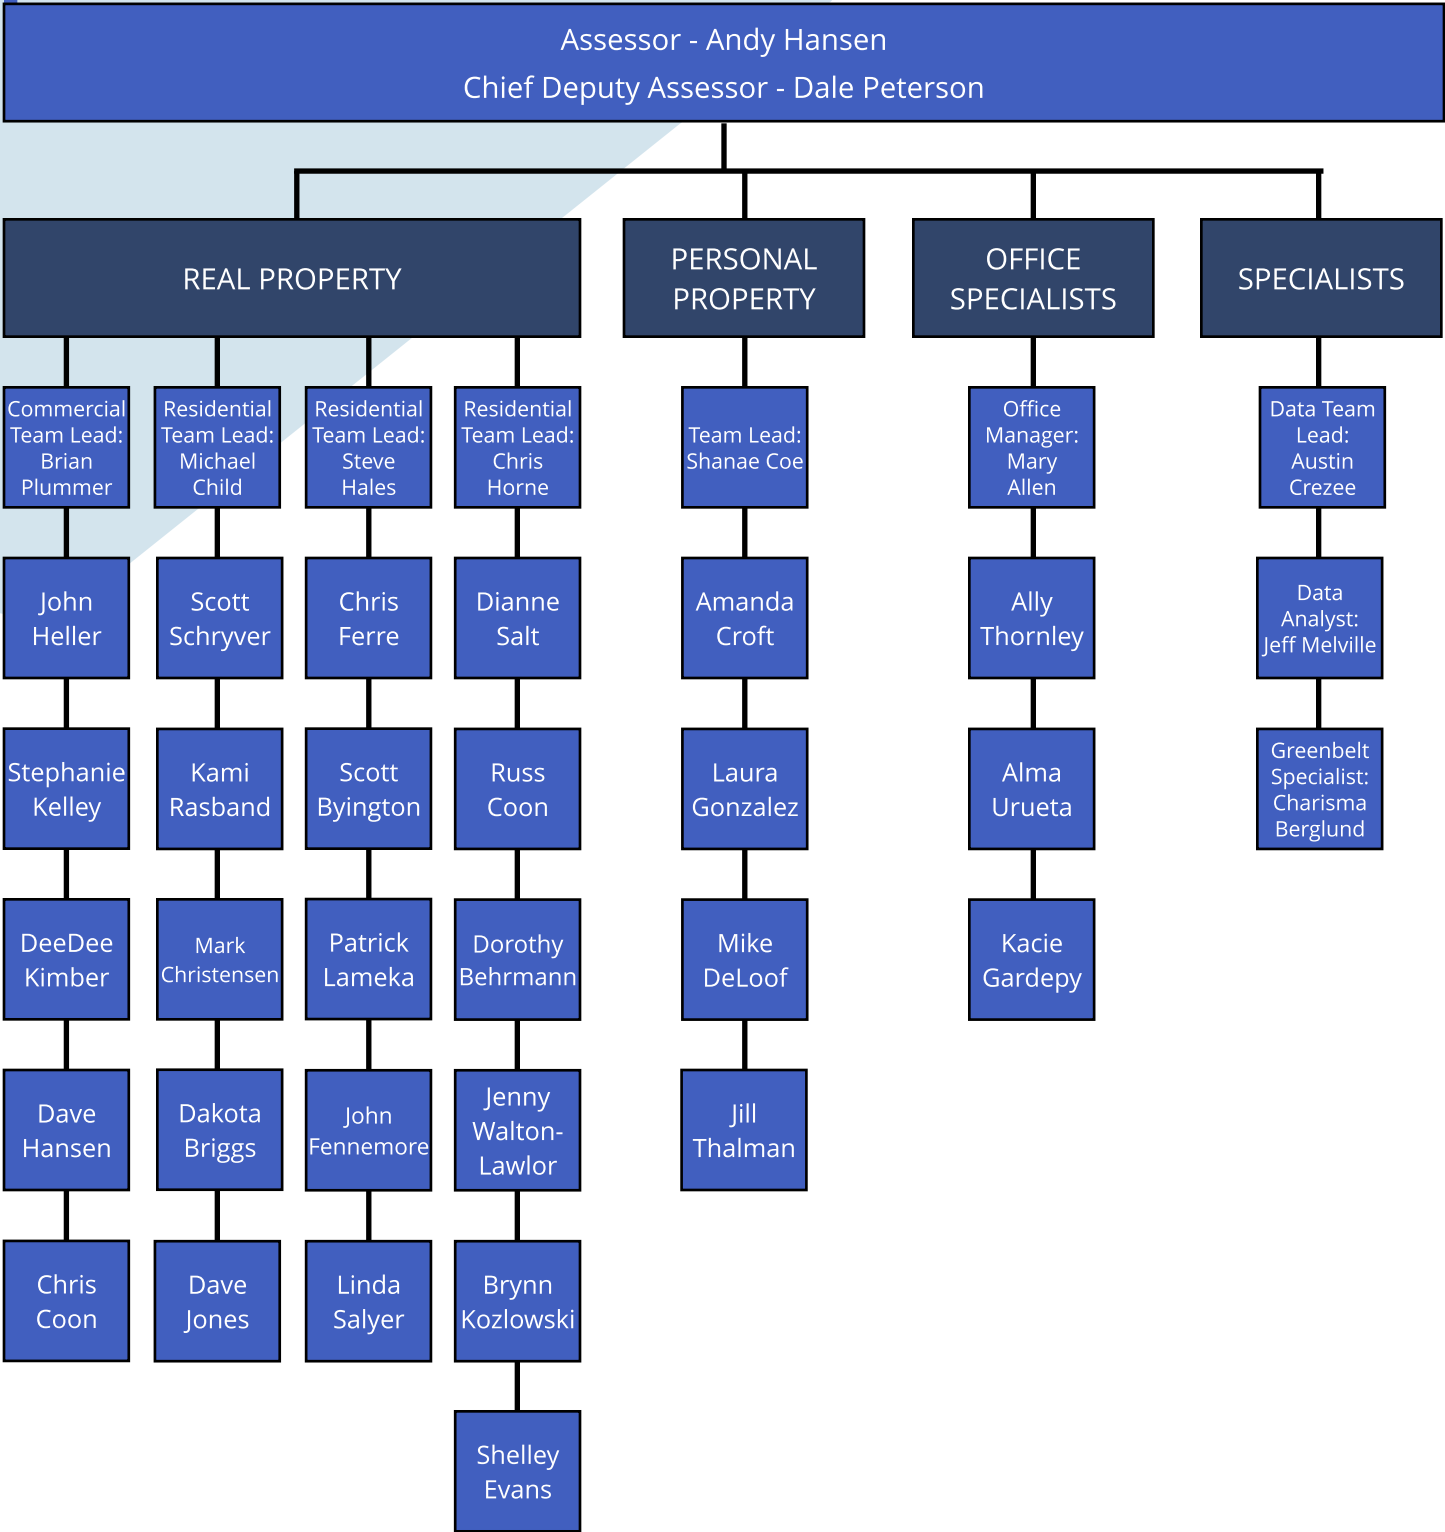 Assessor - Andy Hansen
Chief Deputy Assessor - Dale Peterson
REAL PROPERTY
Commercial
Team Lead:
Brian
Plummer
John
Heller
Stephanie
Kelley
DeeDee
Kimber
Dave
Hansen
Chris
Coon
Residential
Team Lead:
Michael
Child
Scott
Schryver
Kami
Rasband
Mark
Christensen
Dakota
Briggs
Dave
Jones
Residential
Team Lead:
Steve
Hales
Chris
Ferre
Scott
Byington
Patrick
Lameka
John
Fennemore
Linda
Salyer
Residential
Team Lead:
Chris
Horne
Dianne
Salt
Russ
Coon
Dorothy
Behrmann
Jenny
Walton-
Lawlor
Brynn
Kozlowski
Shelley
Evans
PERSONAL
PROPERTY
Team Lead:
Shanae Coe
Amanda
Croft
Laura
Gonzalez
Mike
DeLoof
Jill
Thalman
OFFICE
SPECIALISTS
Office
Manager:
Mary
Allen
Ally
Thornley
Alma
Urueta
Kacie
Gardepy
SPECIALISTS
Data Team
Lead:
Austin
Crezee
Data
Analyst:
Jeff Melville
Greenbelt
Specialist:
Charisma
Berglund